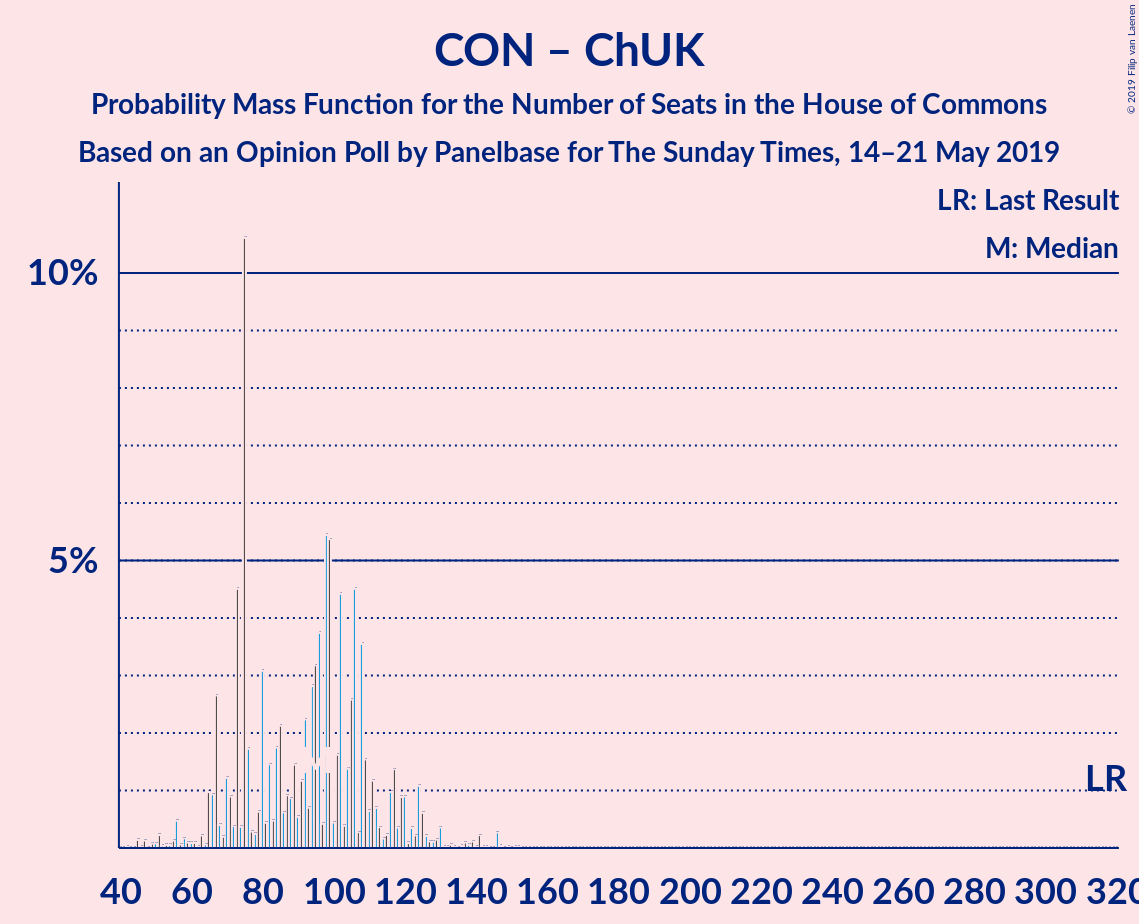 CON – ChUK
Probability Mass Function for the Number of Seats in the House of Commons
Based on an Opinion Poll by Panelbase for The Sunday Times, 14–21 May 2019
© 2019 Filip van Laenen
LR: Last Result
M: Median
10%
5%
LR
40 60 80 100 120 140 160 180 200 220 240 260 280 300 320